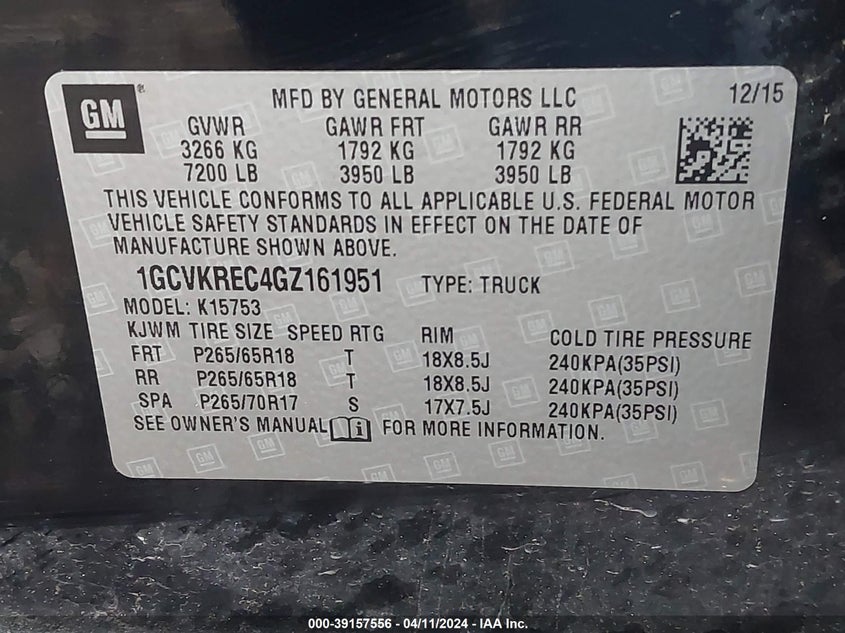 GM
MFD BY GENERAL MOTORS LLC 12/15
GVWR GAWR FRT GAWR RR
3266 KG 1792 KG 1792 KG
7200 LB 3950 LB 3950 LB
THIS VEHICLE CONFORMS TO ALL APPLICABLE U.S. FEDERAL MOTOR
VEHICLE SAFETY STANDARDS IN EFFECT ON THE DATE OF
MANUFACTURE SHOWN ABOVE.
1GCVKREC4GZ161951 TYPE: TRUCK
MODEL: K15753
KJWM TIRE SIZE SPEED RTG RIM COLD TIRE PRESSURE
FRT P265/65R18 T 18X8.5J 240KPA(35PSI)
RR P265/65R18 T 18X8.5J 240KPA(35PSI)
SPA P265/70R17 S 17X7.5J 240KPA(35PSI)
SEE OWNER'S MANUAL FOR MORE INFORMATION.
000-39157556 - 04/11/2024 - IAA Inc.